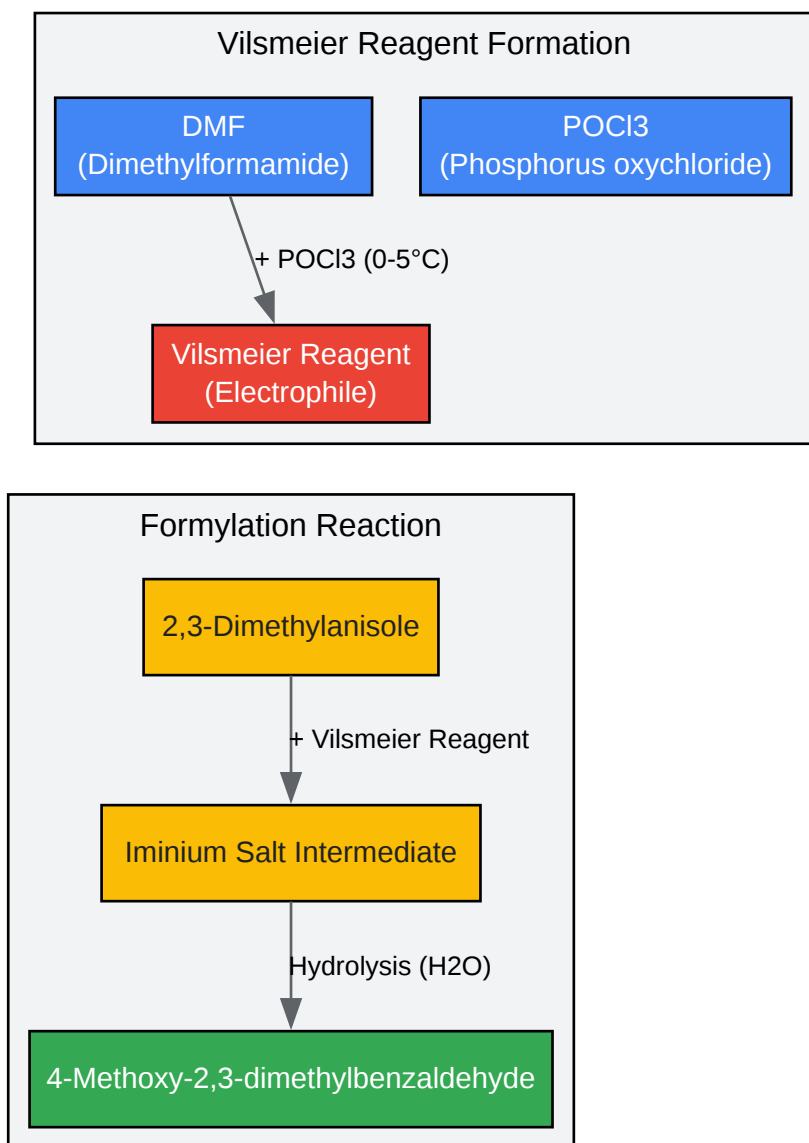 Vilsmeier Reagent Formation
DMF
(Dimethylformamide)
POCl3
(Phosphorus oxychloride)
+ POCl3 (0-5°C)
Vilsmeier Reagent
(Electrophile)
Formylation Reaction
2,3-Dimethylanisole
+ Vilsmeier Reagent
Iminium Salt Intermediate
Hydrolysis (H2O)
4-Methoxy-2,3-dimethylbenzaldehyde